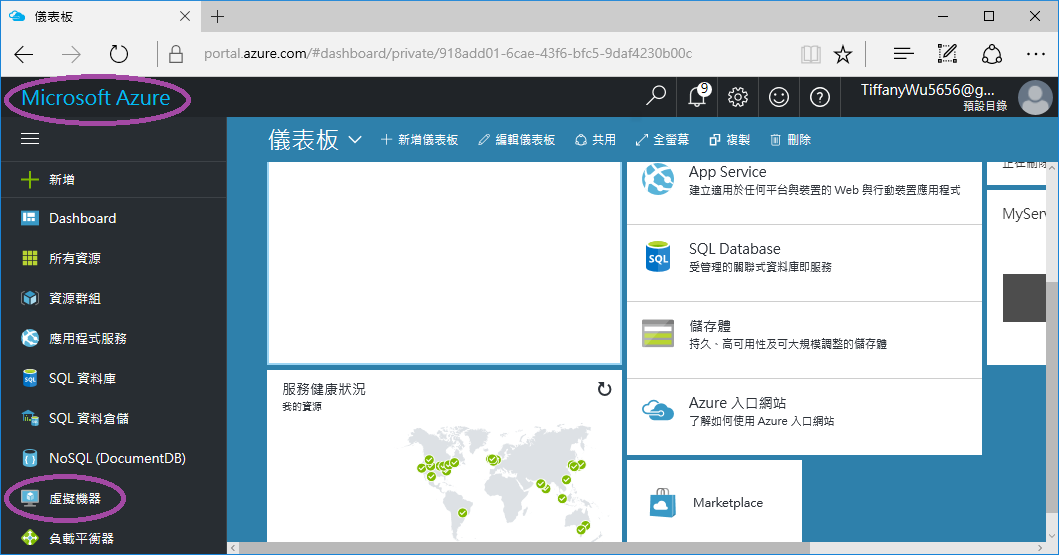 儀表板
portal.azure.com/#dashboard/private/918add01-6cae-43f6-bfc5-9daf4230b00c
Microsoft Azure
9
TiffanyWu5656@g...
預設目錄
儀表板
新增儀表板
編輯儀表板
共用
全螢幕
複製
刪除
新增
Dashboard
所有資源
資源群組
應用程式服務
SQL 資料庫
SQL 資料倉儲
NoSQL (DocumentDB)
虛擬機器
負載平衡器
服務健康狀況
我的資源
App Service
建立適用於任何平台與裝置的 Web 與行動裝置應用程式
SQL
SQL Database
受管理的關聯式資料庫即服務
儲存體
持久、高可用性及可大規模調整的儲存體
Azure 入口網站
了解如何使用 Azure 入口網站
Marketplace
MySer